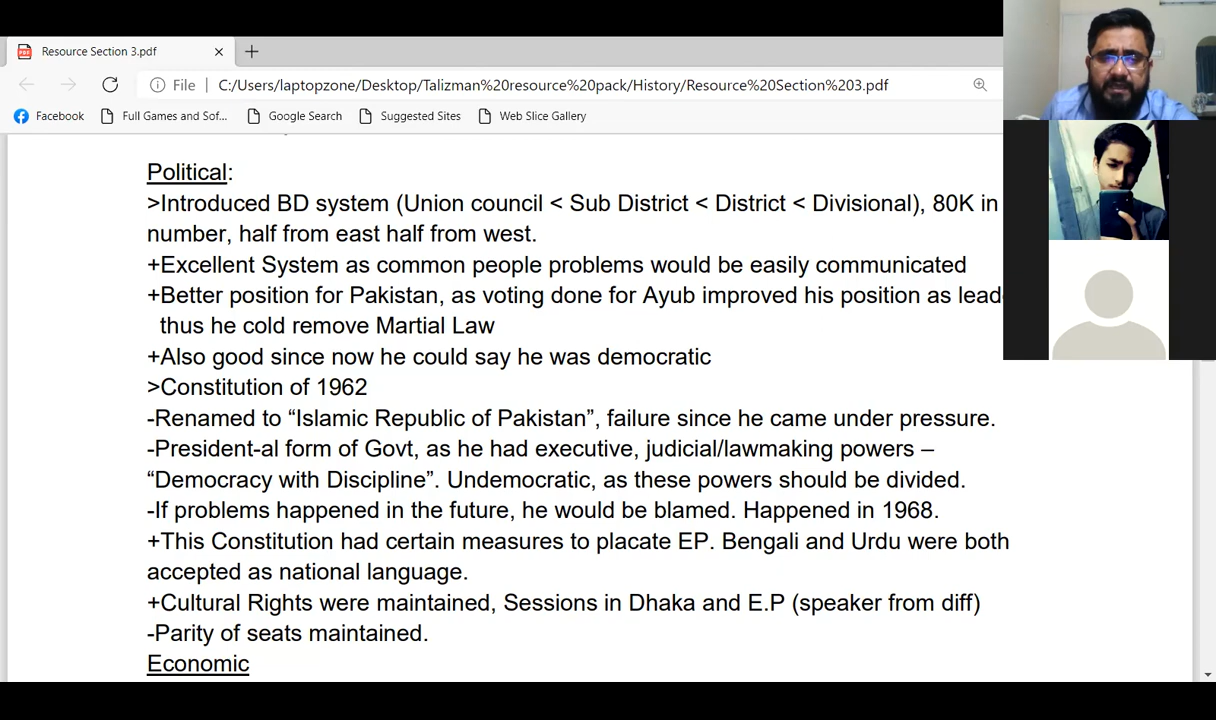 Resource Section 3.pdf
File | C:/Users/laptopzone/Desktop/Talizman%20resource%20pack/History/Resource%20Section%203.pdf
Facebook Full Games and Sof... Google Search Suggested Sites Web Slice Gallery
Political:
>Introduced BD system (Union council < Sub District < District < Divisional), 80K in
number, half from east half from west.
+Excellent System as common people problems would be easily communicated
+Better position for Pakistan, as voting done for Ayub improved his position as
thus he cold remove Martial Law
+Also good since now he could say he was democratic
>Constitution of 1962
-Renamed to “Islamic Republic of Pakistan”, failure since he came under pressure.
-President-al form of Govt, as he had executive, judicial/lawmaking powers –
“Democracy with Discipline”. Undemocratic, as these powers should be divided.
-If problems happened in the future, he would be blamed. Happened in 1968.
+This Constitution had certain measures to placate EP. Bengali and Urdu were both
accepted as national language.
+Cultural Rights were maintained, Sessions in Dhaka and E.P (speaker from diff)
-Parity of seats maintained.
Economic